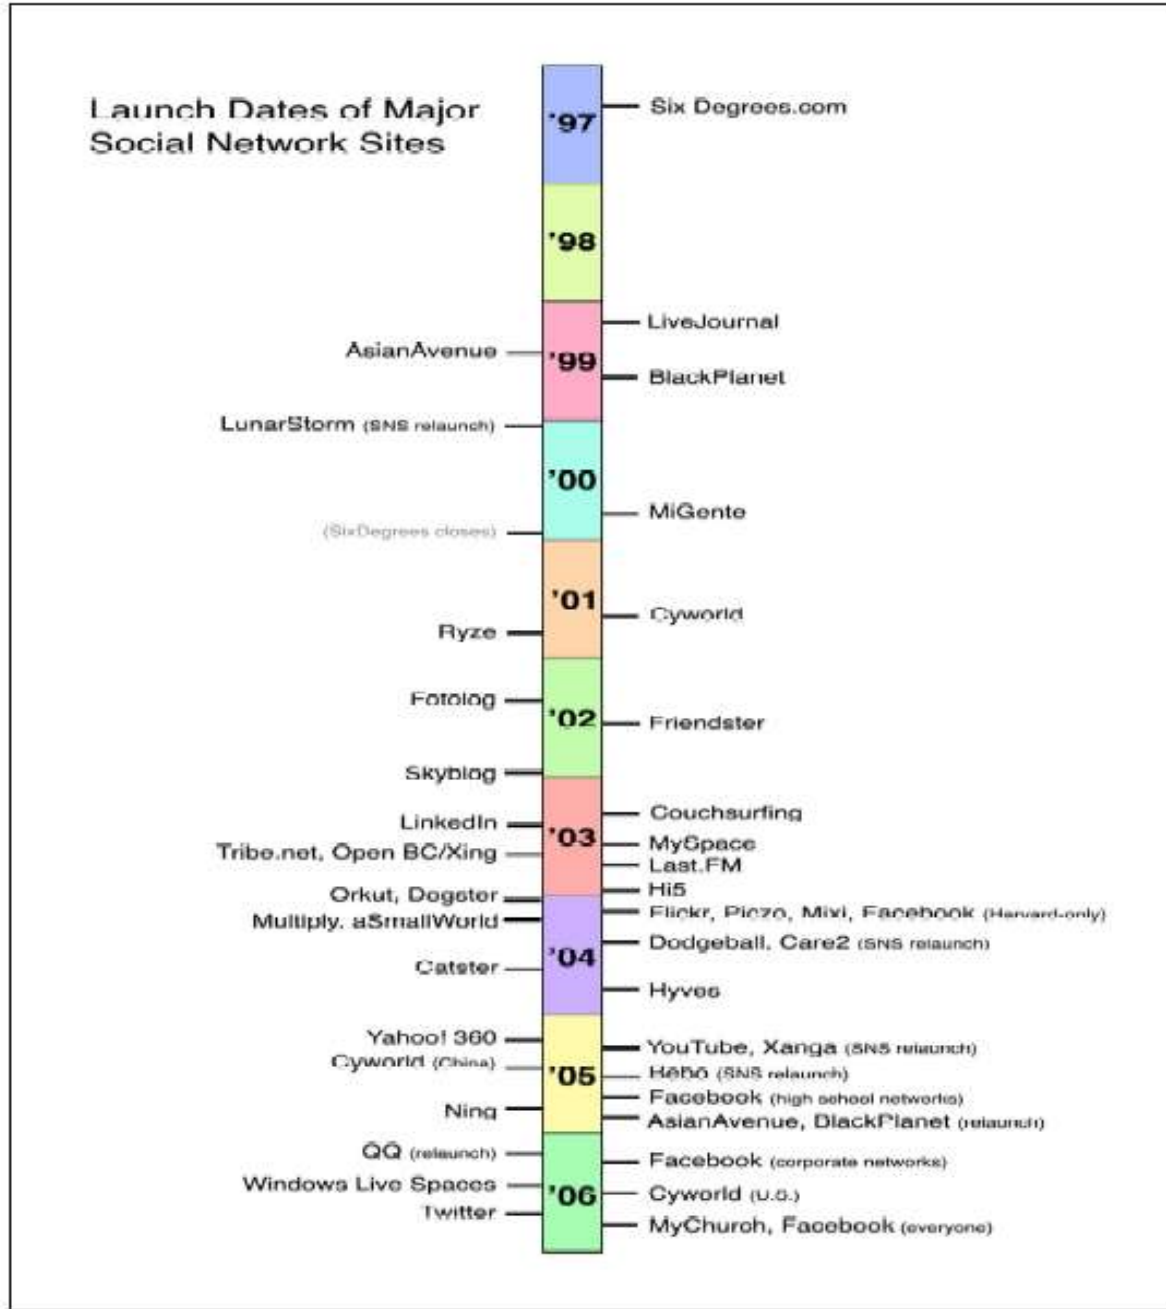 Launch Dates of Major
Social Network Sites
'97
Six Degrees.com
'98
LiveJournal
AsianAvenue
'99
BlackPlanet
LunarStorm (SNS relaunch)
'00
MiGente
(SixDegrees closes)
'01
Cyworld
Ryze
Fotolog
'02
Friendster
Skyblog
Couchsurfing
LinkedIn
'03
MySpace
Tribe.net, Open BC/Xing
Last.FM
Hi5
Orkut, Dogster
Flickr, Piczo, Mixi, Facebook (Harvard-only)
Multiply, aSmallWorld
Dodgeball, Care2 (SNS relaunch)
'04
Catster
Hyves
Yahoo! 360
YouTube, Xanga (SNS relaunch)
Cyworld (China)
'05
Bebo (SNS relaunch)
Facebook (high school networks)
Ning
AsianAvenue, BlackPlanet (relaunch)
QQ (relaunch)
Facebook (corporate networks)
Windows Live Spaces
'06
Cyworld (U.S.)
Twitter
MyChurch, Facebook (everyone)